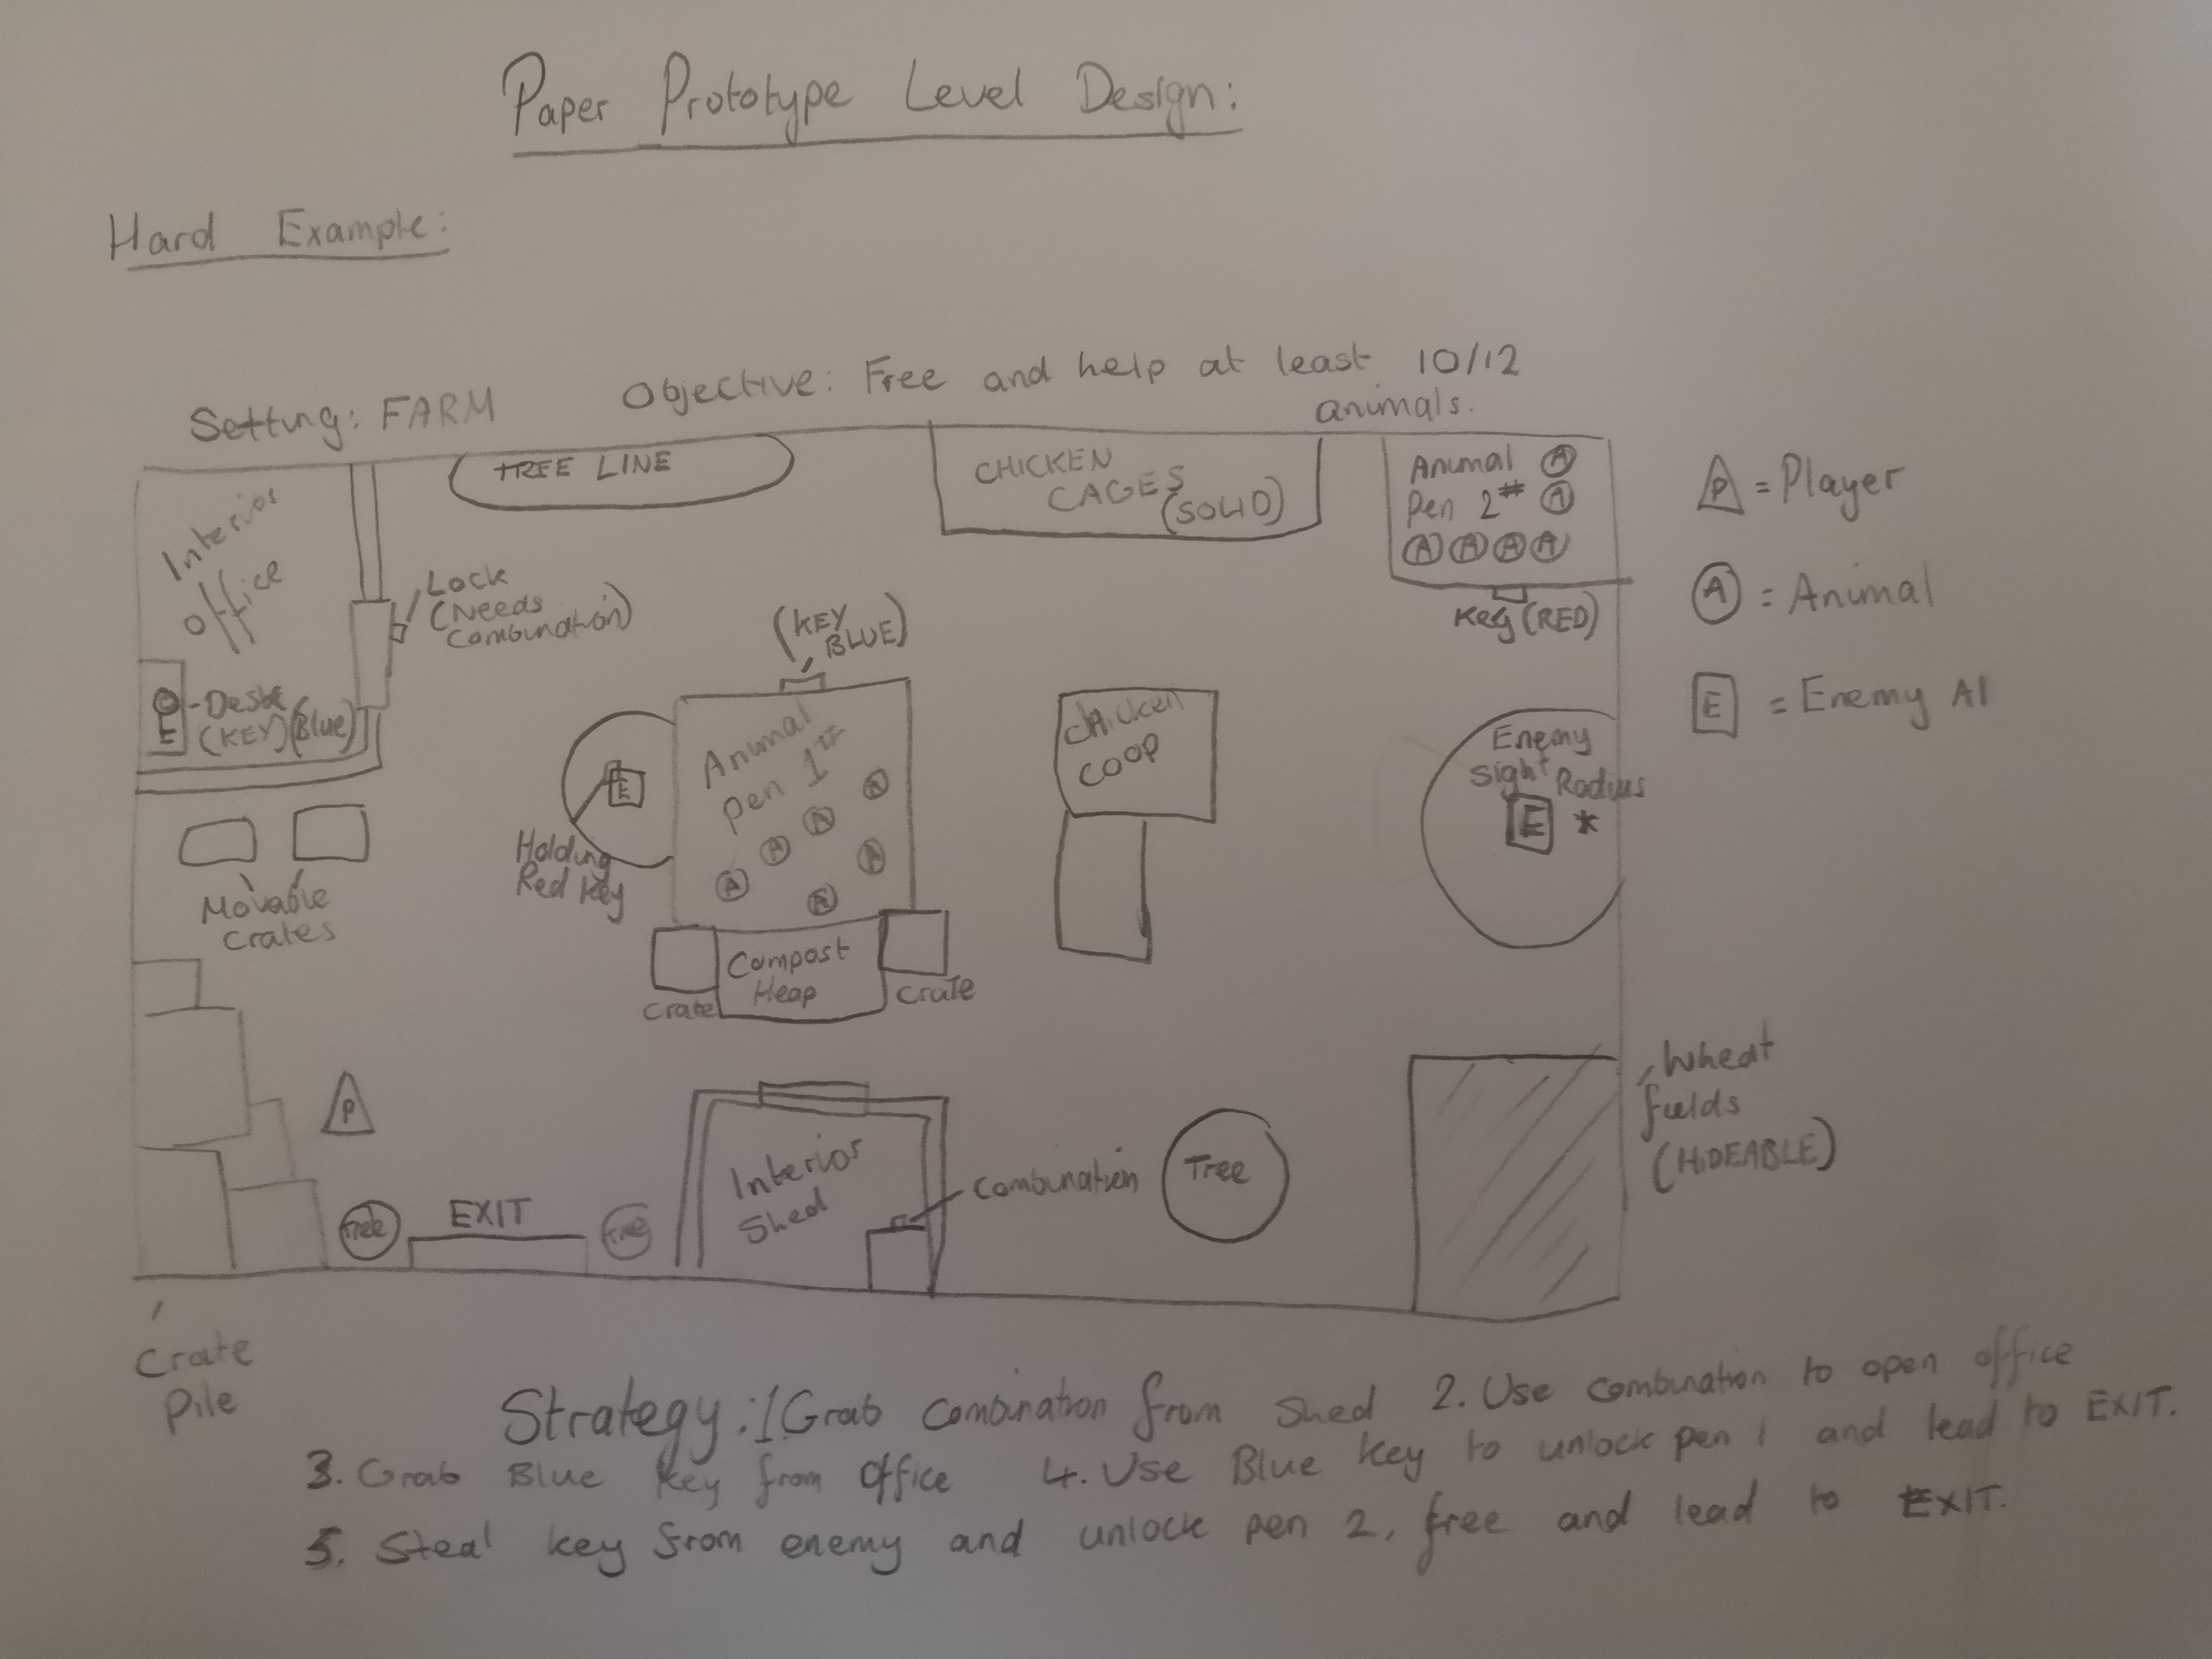 Paper Prototype Level Design:
Hard Example:
Setting: FARM
Objective: Free and help at least 10/12
animals.
Interior
office
TREE LINE
CHICKEN
CAGES
(SOLID)
Animal A
Pen 2# A
A A A A
Key (RED)
P = Player
A = Animal
E = Enemy AI
Lock
(Needs
Combination)
Desk
(KEY) (Blue)
E
(KEY
BLUE)
Animal
Pen 1#
A
A
A
A
A
A
E
Holding
Red Key
Chicken
COOP
Enemy
Sight Radius
E *
Movable
Crates
Crate
Compost
Heap
Crate
P
Tree
EXIT
Tree
Interior
Shed
Combination
Tree
Wheat
fields
(HIDEABLE)
Crate
Pile
Strategy: 1. Grab combination from shed 2. Use combination to open office
3. Grab Blue key from office 4. Use Blue key to unlock pen 1 and lead to EXIT.
5. Steal key from enemy and unlock pen 2, free and lead to EXIT.